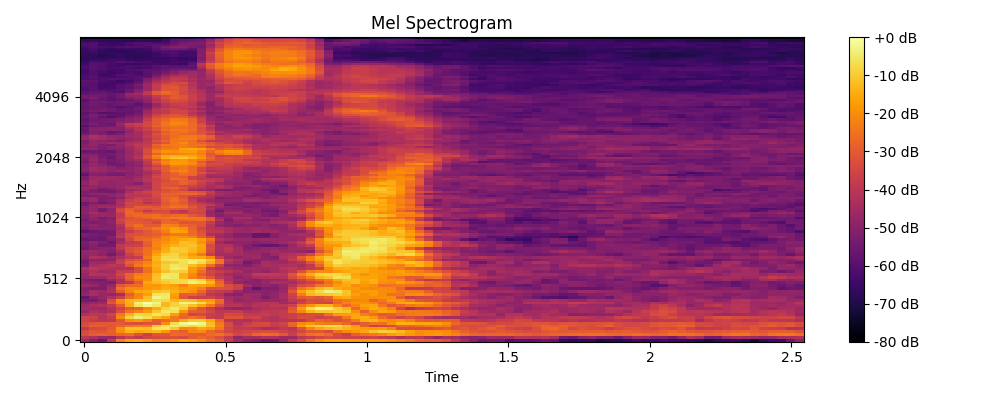 Mel Spectrogram
Hz
4096
2048
1024
512
0
0
0.5
1
1.5
2
2.5
Time
+0 dB
-10 dB
-20 dB
-30 dB
-40 dB
-50 dB
-60 dB
-70 dB
-80 dB